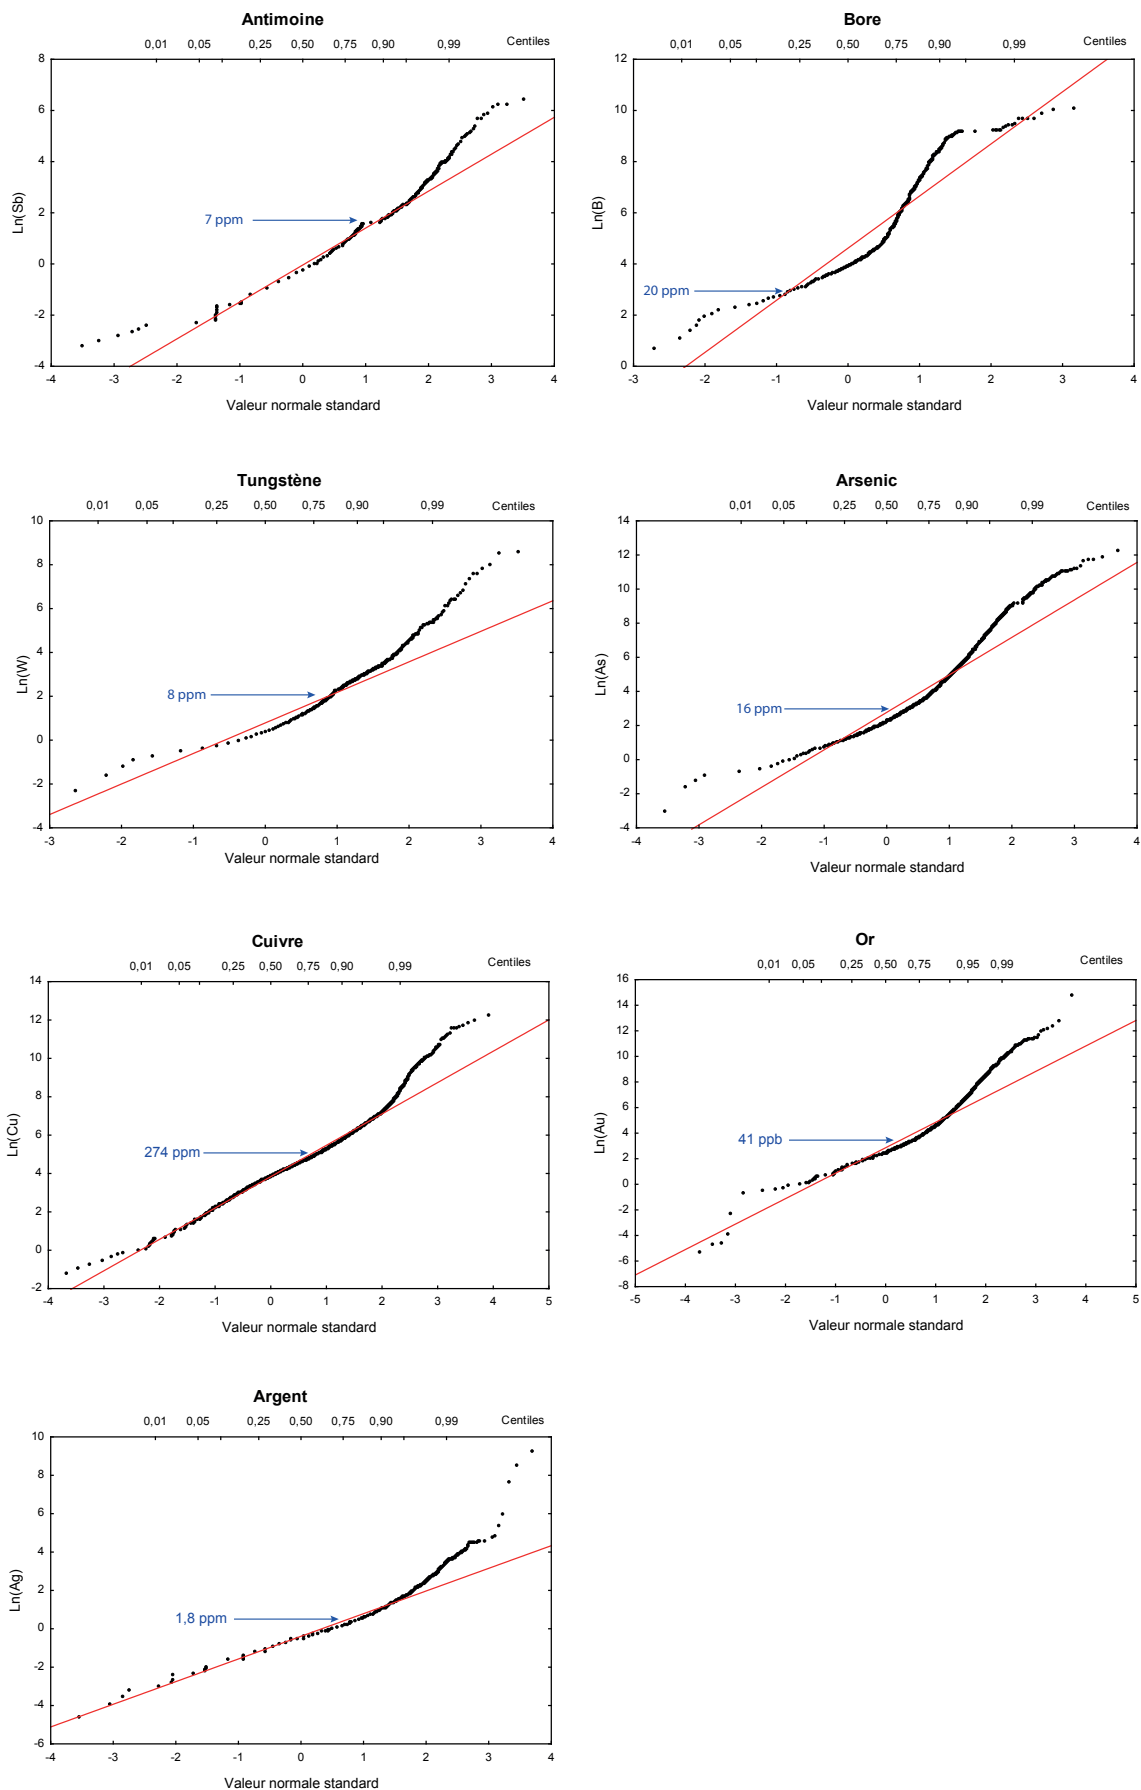 Antimoine
0,01 0,05 0,25 0,50 0,75 0,90 0,99 Centiles
8
6
4
2
0
-2
-4
Ln(Sb)
7 ppm
-4 -3 -2 -1 0 1 2 3 4
Valeur normale standard
Bore
0,01 0,05 0,25 0,50 0,75 0,90 0,99 Centiles
12
10
8
6
4
2
0
Ln(B)
20 ppm
-3 -2 -1 0 1 2 3 4
Valeur normale standard
Tungstène
0,01 0,05 0,25 0,50 0,75 0,90 0,99 Centiles
10
8
6
4
2
0
-2
-4
Ln(W)
8 ppm
-3 -2 -1 0 1 2 3 4
Valeur normale standard
Arsenic
0,01 0,05 0,25 0,50 0,75 0,90 0,99 Centiles
14
12
10
8
6
4
2
0
-2
-4
Ln(As)
16 ppm
-4 -3 -2 -1 0 1 2 3 4
Valeur normale standard
Cuivre
0,01 0,05 0,25 0,50 0,75 0,90 0,99 Centiles
14
12
10
8
6
4
2
0
-2
Ln(Cu)
274 ppm
-4 -3 -2 -1 0 1 2 3 4 5
Valeur normale standard
Or
0,01 0,05 0,25 0,50 0,75 0,95 0,99 Centiles
16
14
12
10
8
6
4
2
0
-2
-4
-6
-8
Ln(Au)
41 ppb
-5 -4 -3 -2 -1 0 1 2 3 4 5
Valeur normale standard
Argent
0,01 0,05 0,25 0,50 0,75 0,90 0,99 Centiles
10
8
6
4
2
0
-2
-4
-6
Ln(Ag)
1,8 ppm
-4 -3 -2 -1 0 1 2 3 4
Valeur normale standard